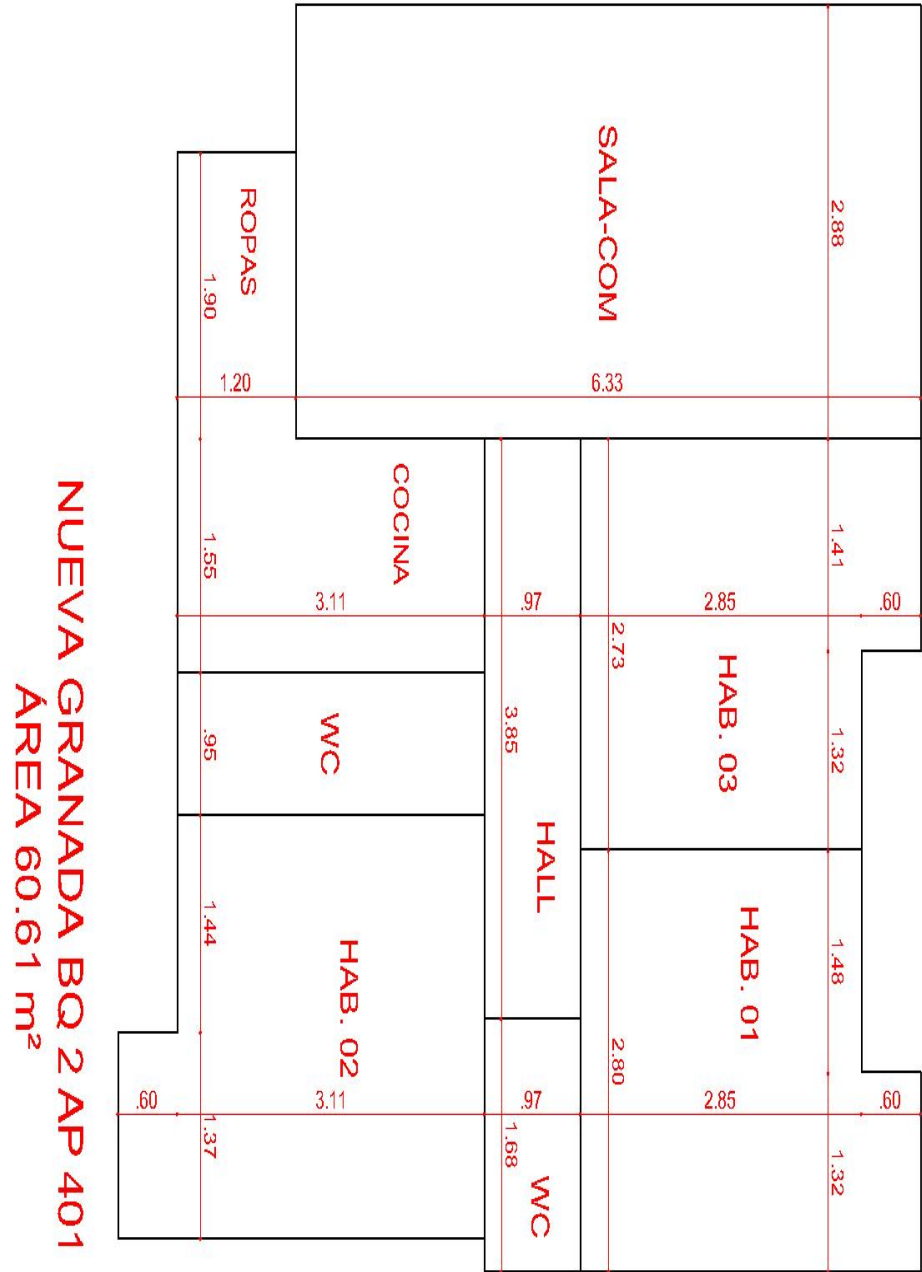 SALA-COM
2.88
ROPAS
1.90
1.20
6.33
COCINA
1.55
3.11
.97
2.85
.60
1.41
2.73
HAB. 03
1.32
3.85
HALL
WC
.95
HAB. 01
1.48
1.44
HAB. 02
2.80
.60
3.11
.97
2.85
.60
1.37
1.68
WC
1.32
NUEVA GRANADA BQ 2 AP 401
ÁREA 60.61 m²